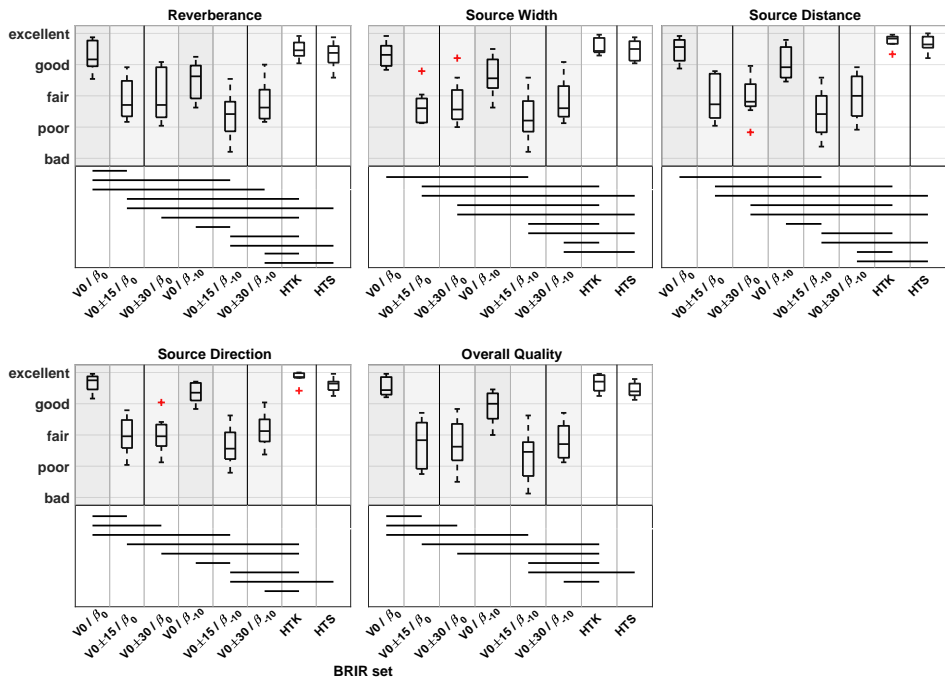 Reverberance
Source Width
Source Distance
excellent
good
fair
poor
bad
V0 / β0
V0±15 / β0
V0±30 / β0
V0 / β-10
V0±15 / β-10
V0±30 / β-10
HTK
HTS
V0 / β0
V0±15 / β0
V0±30 / β0
V0 / β-10
V0±15 / β-10
V0±30 / β-10
HTK
HTS
V0 / β0
V0±15 / β0
V0±30 / β0
V0 / β-10
V0±15 / β-10
V0±30 / β-10
HTK
HTS
Source Direction
Overall Quality
excellent
good
fair
poor
bad
V0 / β0
V0±15 / β0
V0±30 / β0
V0 / β-10
V0±15 / β-10
V0±30 / β-10
HTK
HTS
V0 / β0
V0±15 / β0
V0±30 / β0
V0 / β-10
V0±15 / β-10
V0±30 / β-10
HTK
HTS
BRIR set